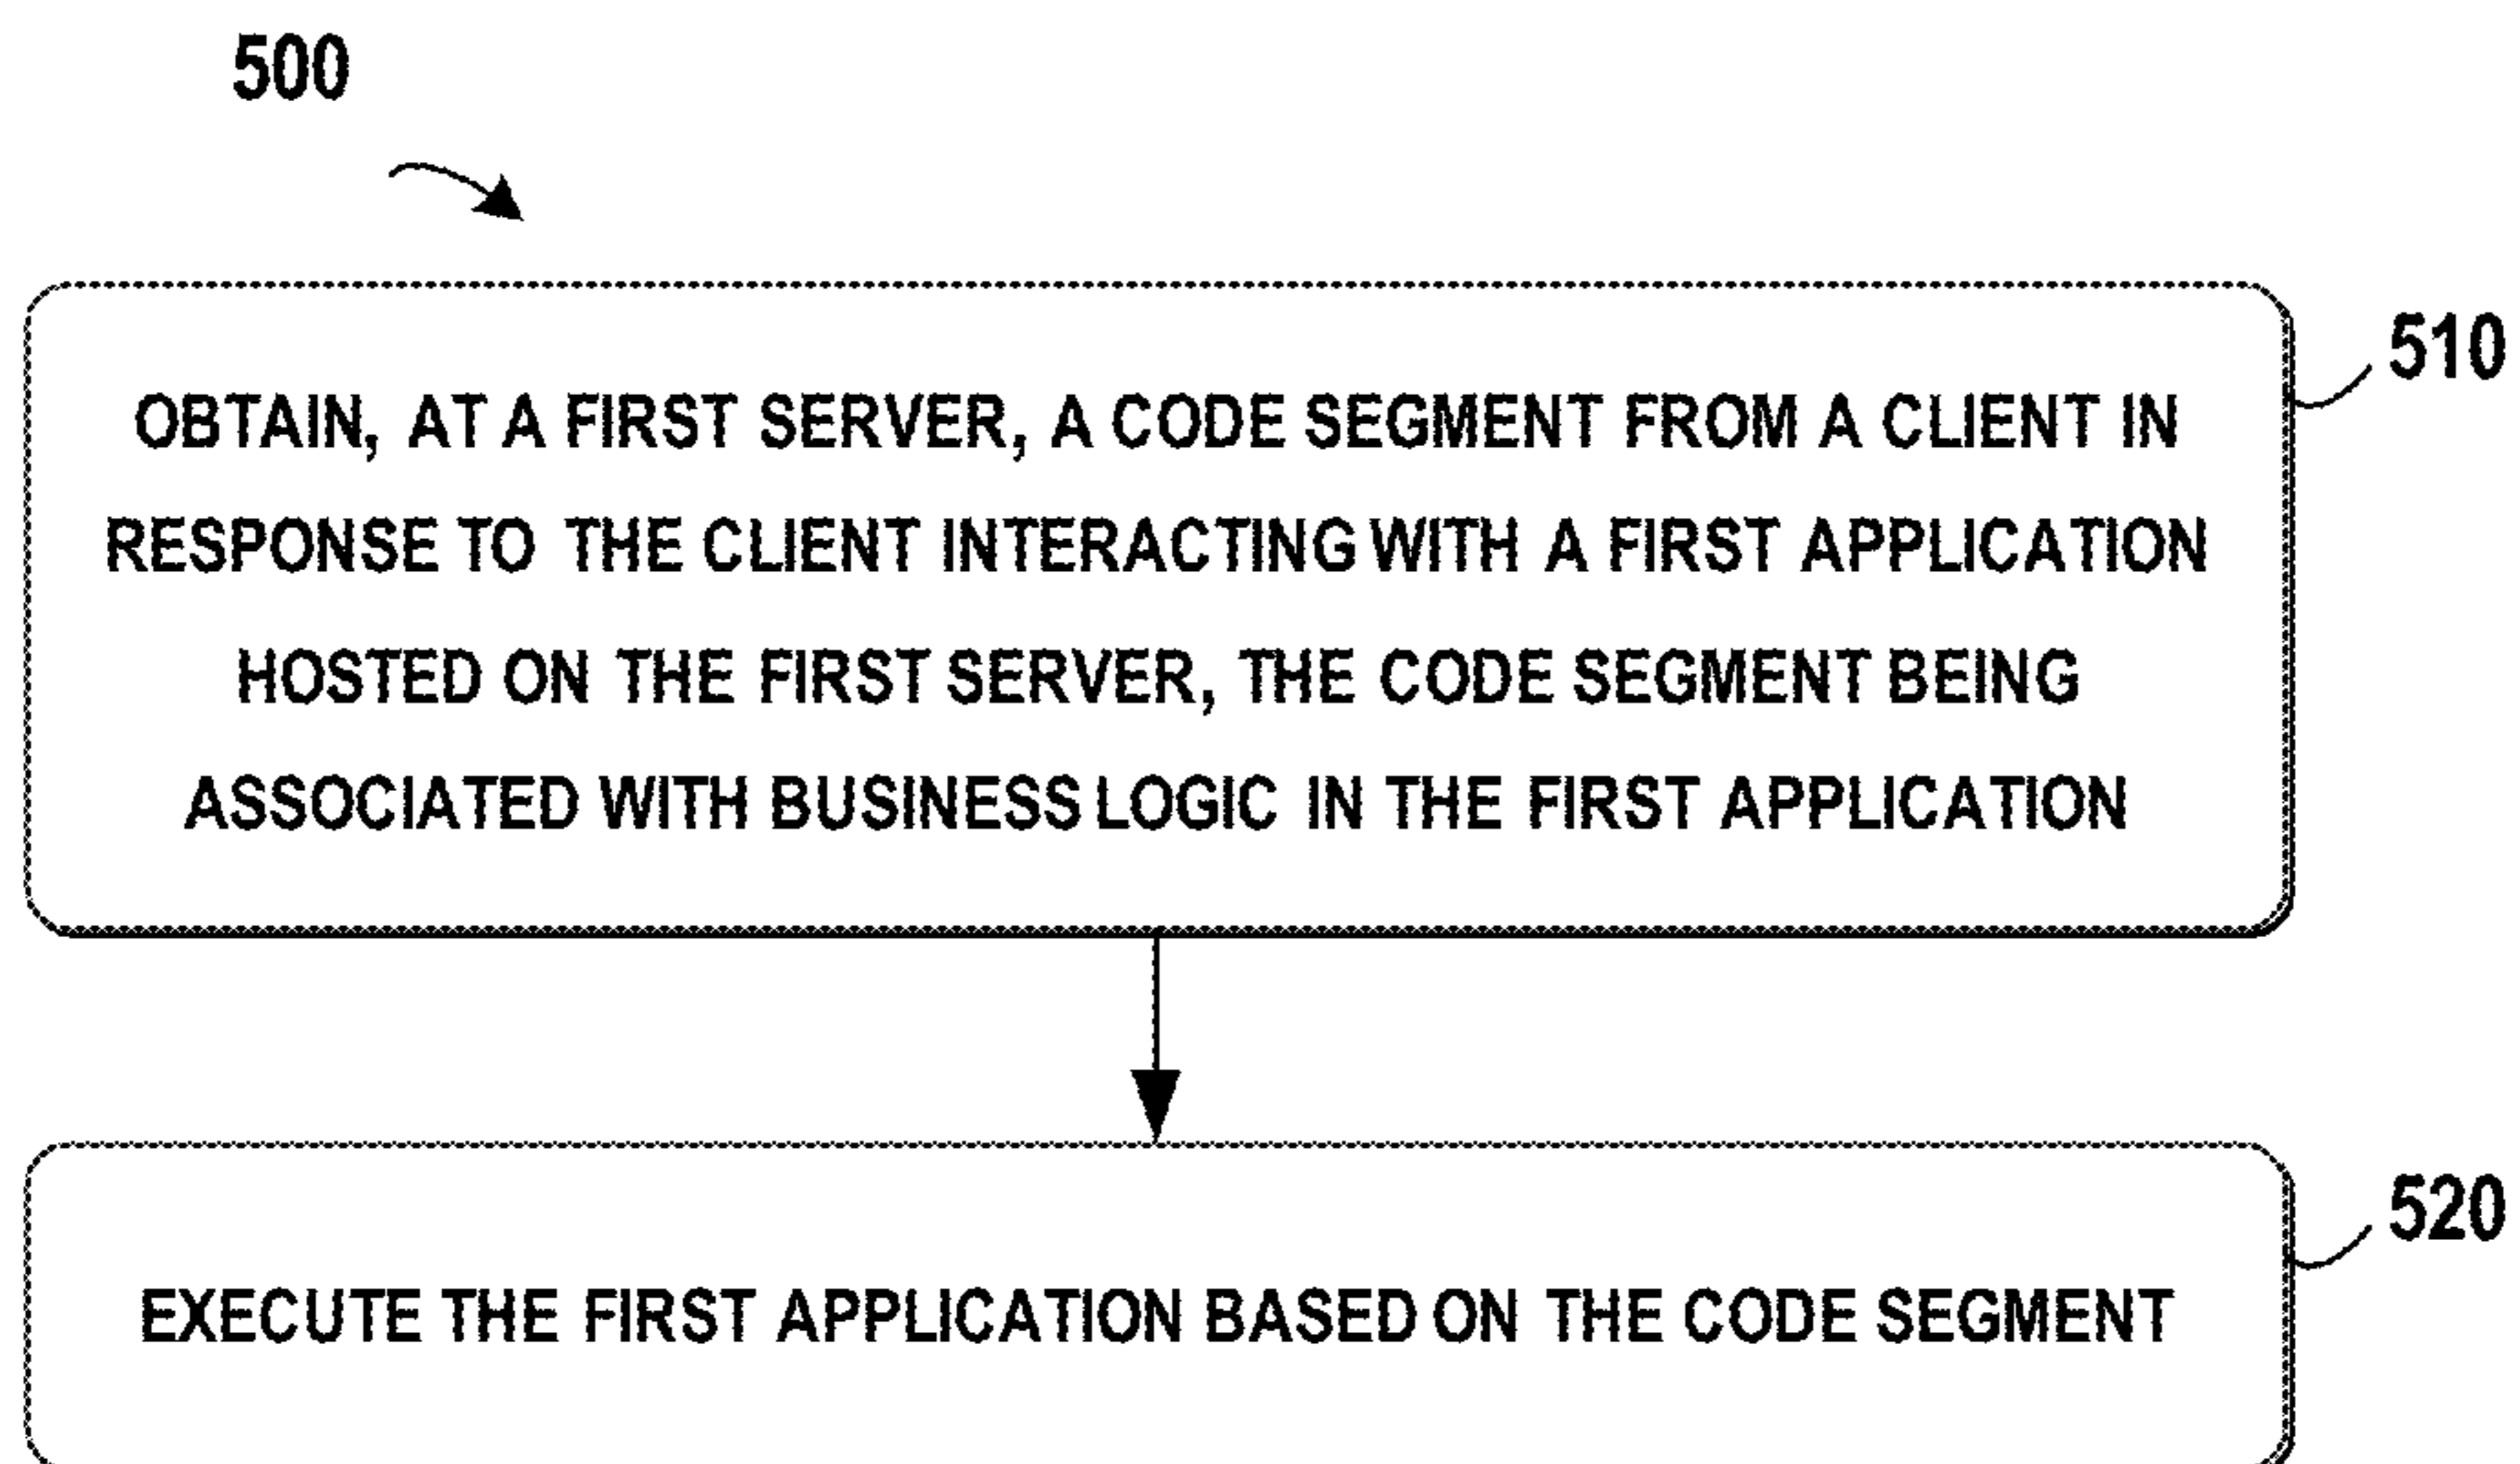 500
510
OBTAIN, AT A FIRST SERVER, A CODE SEGMENT FROM A CLIENT IN
RESPONSE TO THE CLIENT INTERACTING WITH A FIRST APPLICATION
HOSTED ON THE FIRST SERVER, THE CODE SEGMENT BEING
ASSOCIATED WITH BUSINESS LOGIC IN THE FIRST APPLICATION
520
EXECUTE THE FIRST APPLICATION BASED ON THE CODE SEGMENT